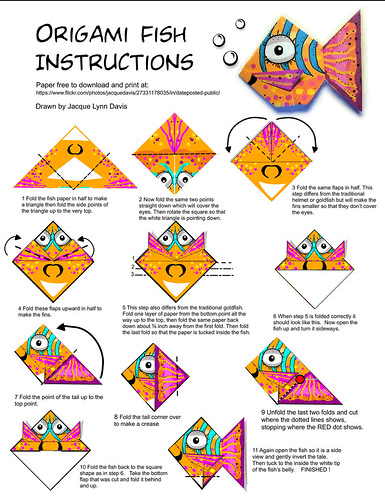 ORIGAMI FISH
INSTRUCTIONS
Paper free to download and print at:
https://www.flickr.com/photos/jacquedavis/27331178035/in/dateposted-public/
Drawn by Jacque Lynn Davis
1 Fold the fish paper in half to make
a triangle then fold the side points of
the triangle up to the very top.
2 Now fold the same two points
straight down which will cover the
eyes. Then rotate the square so that
the white triangle is pointing down.
3 Fold the same flaps in half. This
step differs from the traditional
helmet or goldfish but will make the
fins smaller so that they don't cover
the eyes.
1
2
3
4 Fold these flaps upward in half to
make the fins.
5 This step also differs from the traditional goldfish.
Fold one layer of paper from the bottom point all the
way up to the top, then fold the same paper back
down about ¼ inch away from the first fold. Then fold
the last fold so that the paper is tucked inside the fish.
6 When step 5 is folded correctly it
should look like this. Now open the
fish up and turn it sideways.
7 Fold the point of the tail up to the
top point.
8 Fold the tail corner over
to make a crease
9 Unfold the last two folds and cut
where the dotted lines shows,
stopping where the RED dot shows.
10 Fold the fish back to the square
shape as in step 6. Take the bottom
flap that was cut and fold it behind
and up.
11 Again open the fish so it is a side
view and gently invert the tale.
Then tuck to the inside the white tip
of the fish's belly. FINISHED !